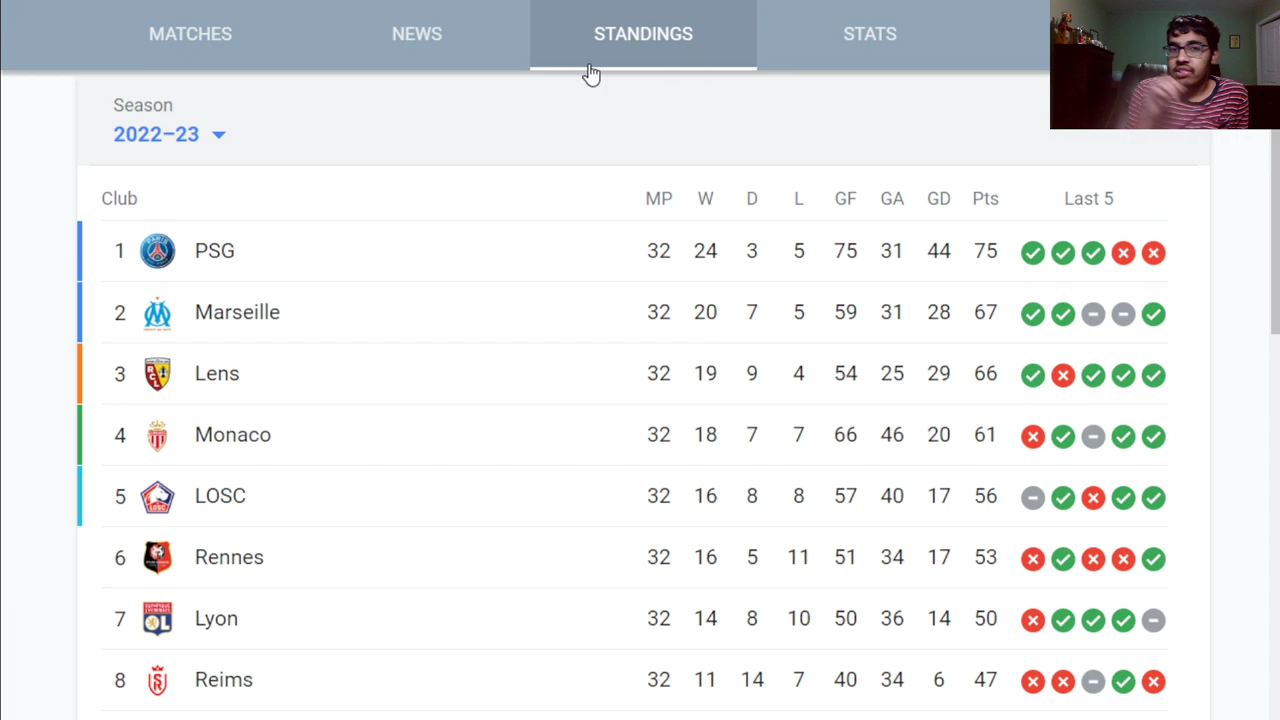 MATCHES NEWS STANDINGS STATS
Season
2022–23
Club MP W D L GF GA GD Pts Last 5
1 PSG 32 24 3 5 75 31 44 75
2 Marseille 32 20 7 5 59 31 28 67
3 Lens 32 19 9 4 54 25 29 66
4 Monaco 32 18 7 7 66 46 20 61
5 LOSC 32 16 8 8 57 40 17 56
6 Rennes 32 16 5 11 51 34 17 53
7 Lyon 32 14 8 10 50 36 14 50
8 Reims 32 11 14 7 40 34 6 47